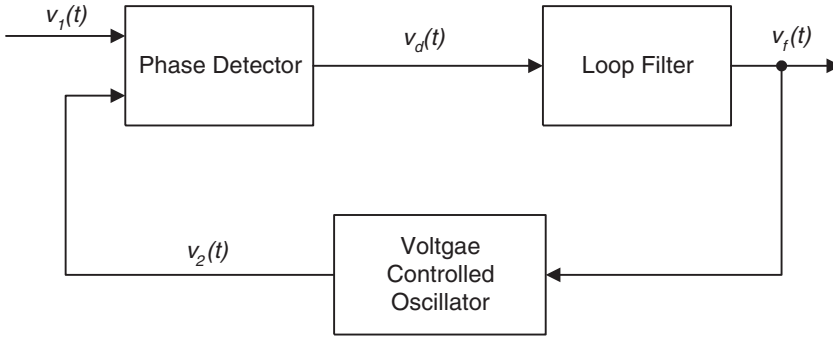 v1(t)
Phase Detector
vd(t)
Loop Filter
vf(t)
v2(t)
Voltgae
Controlled
Oscillator